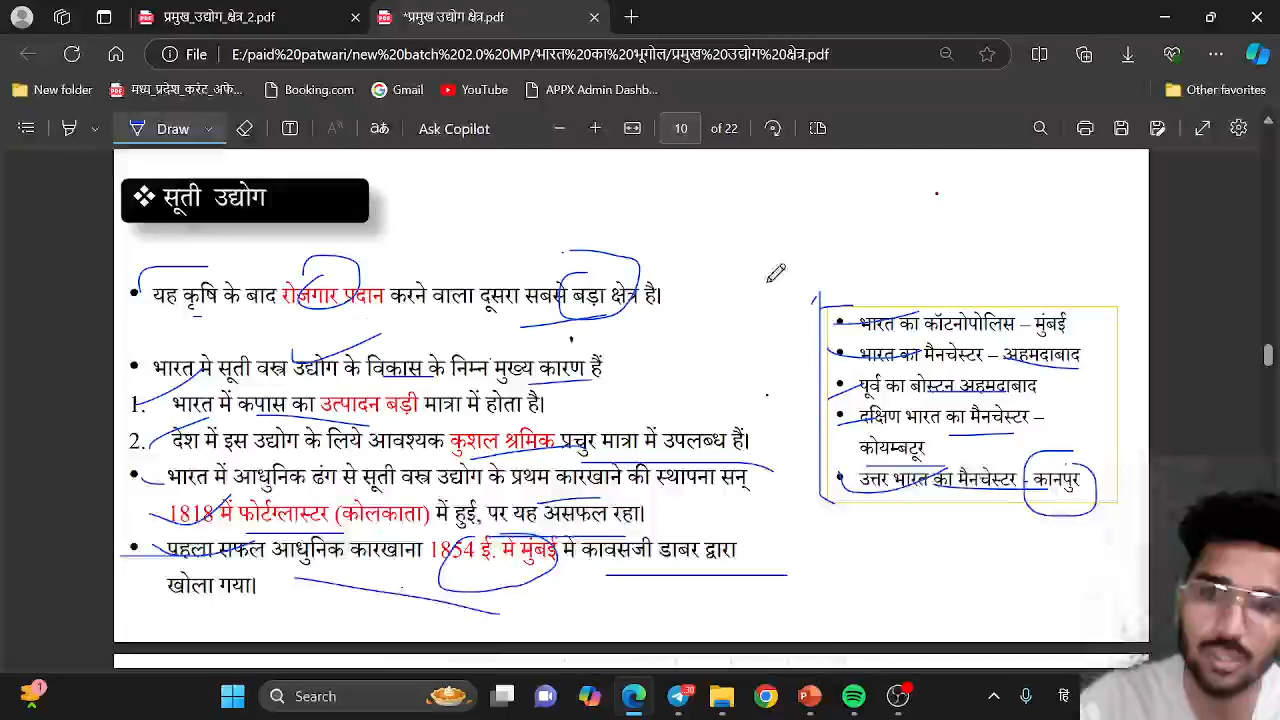 प्रमुख_उद्योग_क्षेत्र_2.pdf
*प्रमुख उद्योग क्षेत्र.pdf
File E:/paid%20patwari/new%20batch%202.0%20MP/भारत%20का%20भूगोल/प्रमुख%20उद्योग%20क्षेत्र.pdf
New folder
मध्य_प्रदेश_करंट_अफे...
Booking.com
Gmail
YouTube
APPX Admin Dashb...
Other favorites
Draw
Ask Copilot
10 of 22
❖ सूती उद्योग
• यह कृषि के बाद रोजगार प्रदान करने वाला दूसरा सबसे बड़ा क्षेत्र है।
• भारत मे सूती वस्त्र उद्योग के विकास के निम्न मुख्य कारण हैं
1. भारत में कपास का उत्पादन बड़ी मात्रा में होता है।
2. देश में इस उद्योग के लिये आवश्यक कुशल श्रमिक प्रचुर मात्रा में उपलब्ध हैं।
• भारत में आधुनिक ढंग से सूती वस्त्र उद्योग के प्रथम कारखाने की स्थापना सन्
1818 में फोर्टग्लास्टर (कोलकाता) में हुई, पर यह असफल रहा।
• पहला सफल आधुनिक कारखाना 1854 ई. में मुंबई में कावसजी डाबर द्वारा
खोला गया।
• भारत का कॉटनोपोलिस – मुंबई
• भारत का मैनचेस्टर – अहमदाबाद
• पूर्व का बोस्टन अहमदाबाद
• दक्षिण भारत का मैनचेस्टर –
कोयम्बटूर
• उत्तर भारत का मैनचेस्टर - कानपुर
1
Search
30
हिं